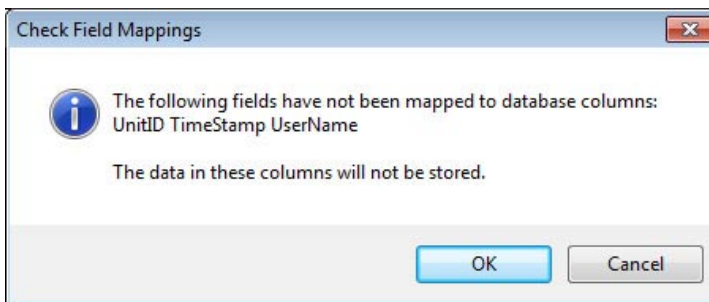 Check Field Mappings
The following fields have not been mapped to database columns:
UnitID TimeStamp UserName
The data in these columns will not be stored.
OK
Cancel